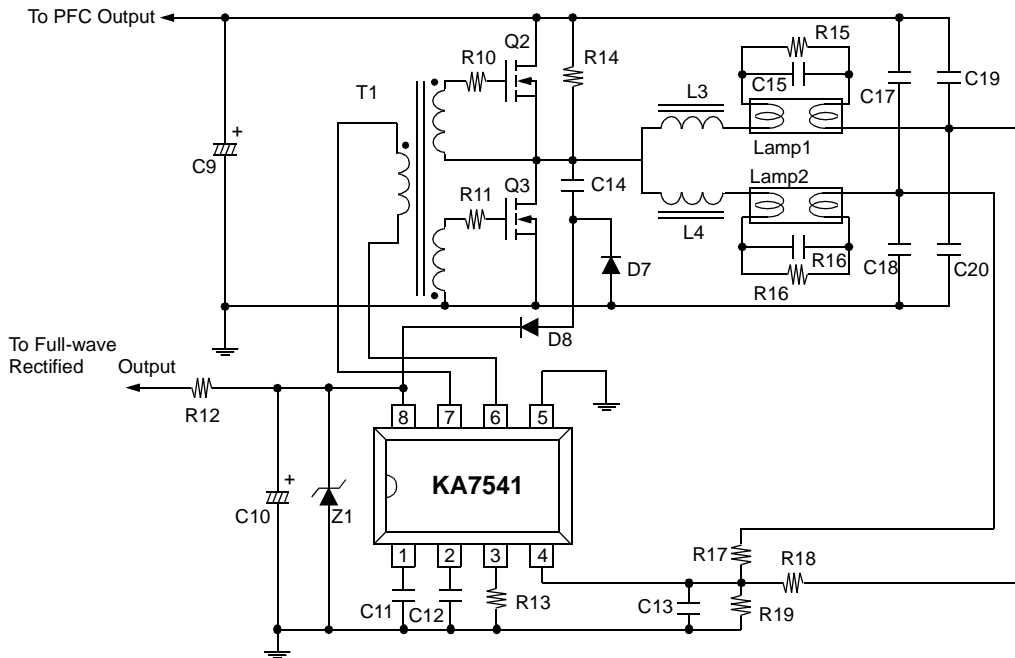 To PFC Output
Q2
R10
R14
R15
C15
C17
C19
T1
L3
Lamp1
+
C9
Q3
R11
C14
Lamp2
L4
R16
C18
C20
D7
R16
D8
To Full-wave
Rectified Output
R12
8 7 6 5
KA7541
+
C10
Z1
1 2 3 4
R17
R18
C11
C12
R13
C13
R19